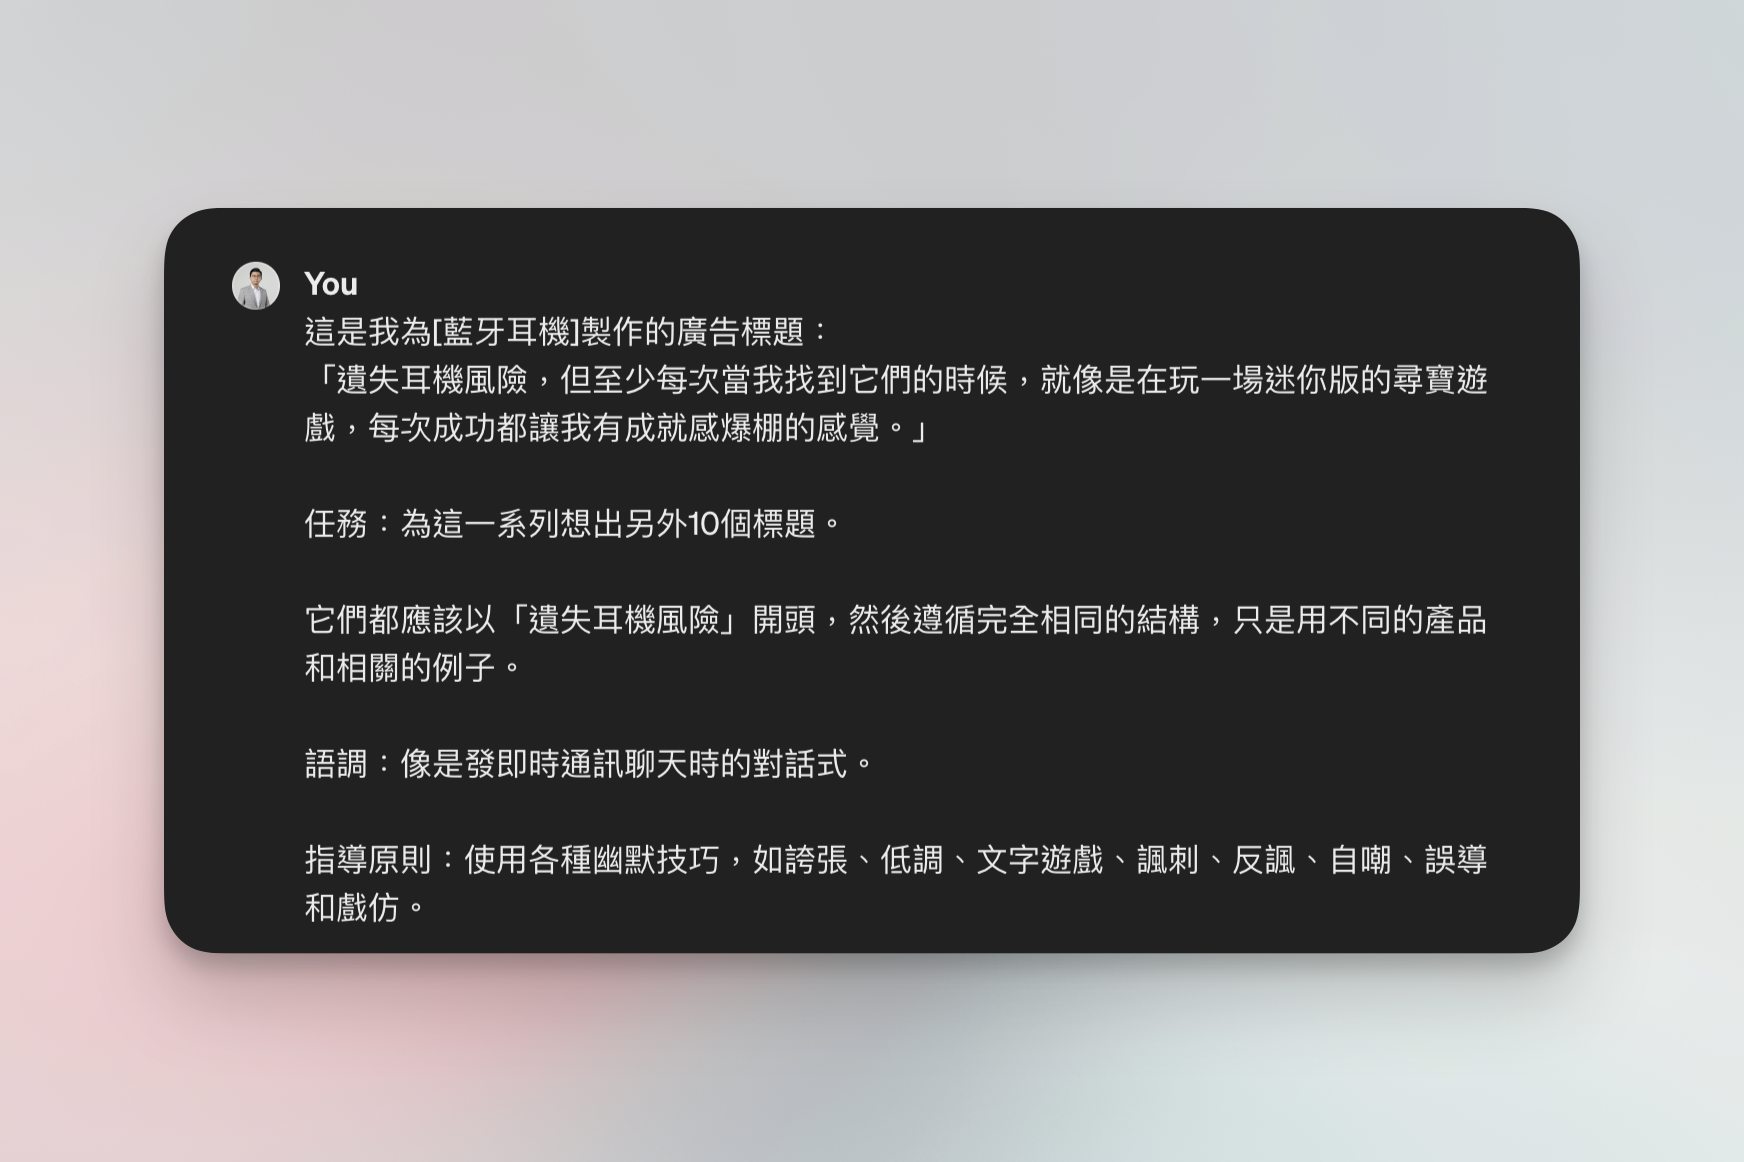 You
這是我為[藍牙耳機]製作的廣告標題：
「遺失耳機風險，但至少每次當我找到它們的時候，就像是在玩一場迷你版的尋寶遊
戲，每次成功都讓我有成就感爆棚的感覺。」
任務：為這一系列想出另外10個標題。
它們都應該以「遺失耳機風險」開頭，然後遵循完全相同的結構，只是用不同的產品
和相關的例子。
語調：像是發即時通訊聊天時的對話式。
指導原則：使用各種幽默技巧，如誇張、低調、文字遊戲、諷刺、反諷、自嘲、誤導
和戲仿。